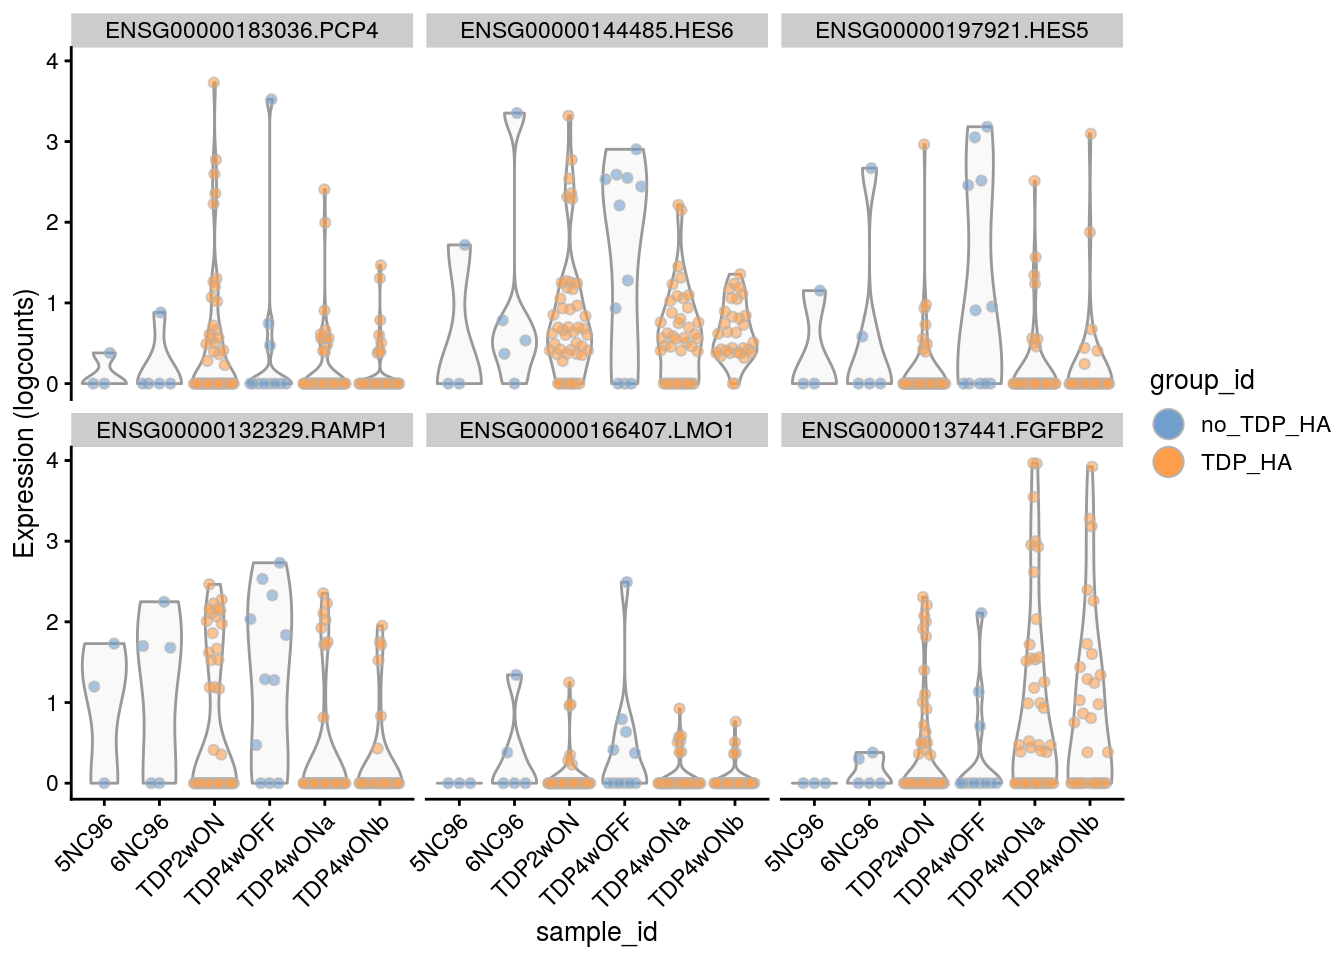 ENSG00000183036.PCP4
ENSG00000144485.HES6
ENSG00000197921.HES5
4
3
2
1
0
ENSG00000132329.RAMP1
ENSG00000166407.LMO1
ENSG00000137441.FGFBP2
4
3
2
1
0
Expression (logcounts)
5NC96
6NC96
TDP2wON
TDP4wOFF
TDP4wONa
TDP4wONb
5NC96
6NC96
TDP2wON
TDP4wOFF
TDP4wONa
TDP4wONb
5NC96
6NC96
TDP2wON
TDP4wOFF
TDP4wONa
TDP4wONb
sample_id
group_id
no_TDP_HA
TDP_HA